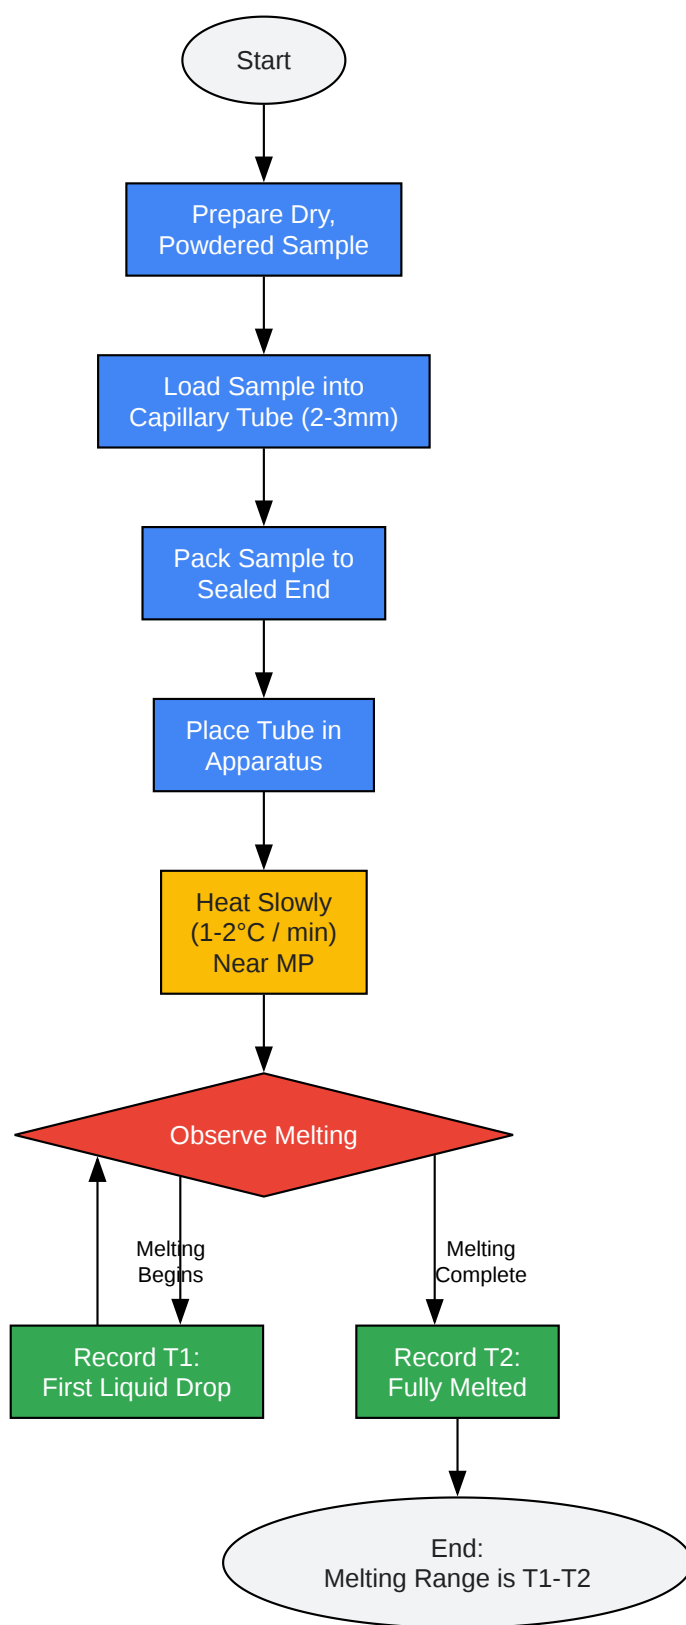 Start
Prepare Dry,
Powdered Sample
Load Sample into
Capillary Tube (2-3mm)
Pack Sample to
Sealed End
Place Tube in
Apparatus
Heat Slowly
(1-2°C / min)
Near MP
Observe Melting
Melting
Begins
Melting
Complete
Record T1:
First Liquid Drop
Record T2:
Fully Melted
End:
Melting Range is T1-T2